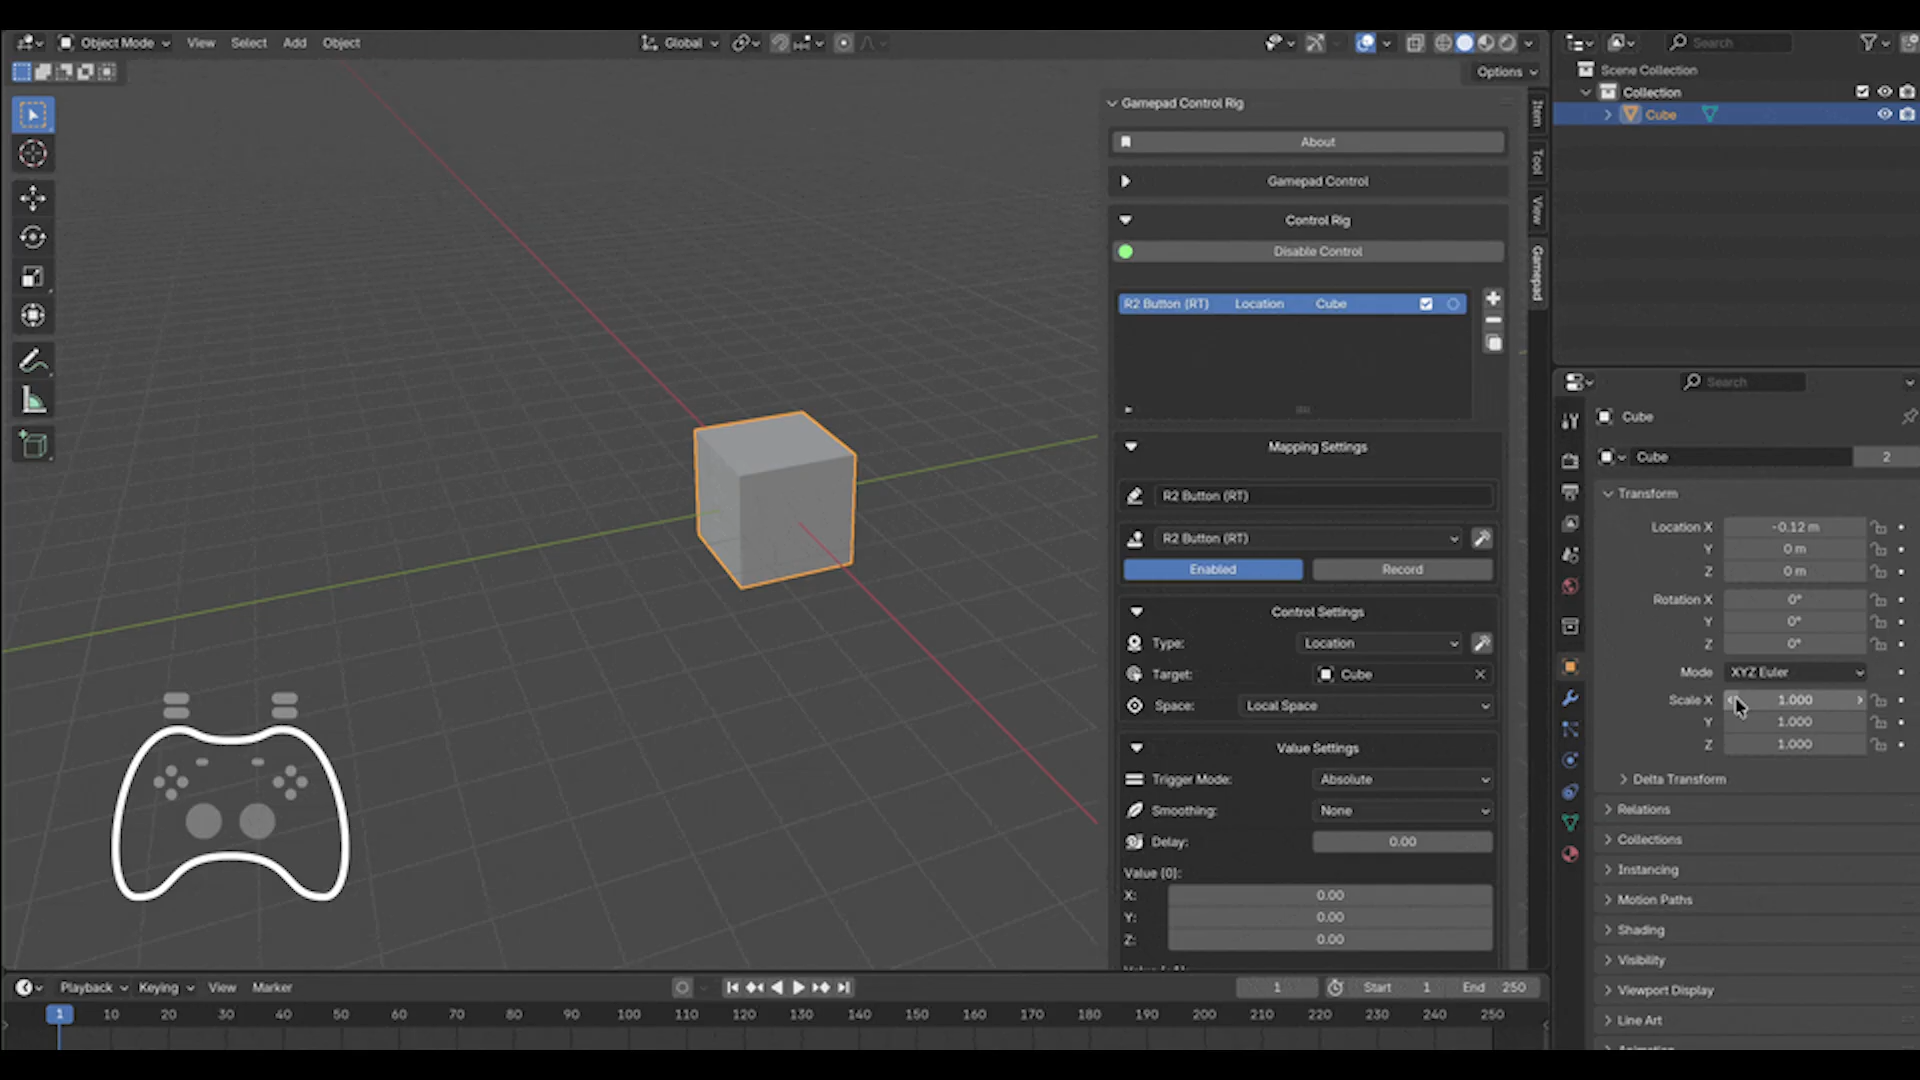 Object Mode View Select Add Object Global
Options
Gamepad Control Rig
About
Gamepad Control
Control Rig
Disable Control
R2 Button (RT) Location Cube
Mapping Settings
R2 Button (RT)
R2 Button (RT)
Enabled Record
Control Settings
Type: Location
Target: Cube
Space: Local Space
Value Settings
Trigger Mode: Absolute
Smoothing: None
Delay: 0.00
Value (0):
X: 0.00
Y: 0.00
Z: 0.00
Item
Tool
View
Gamepad
Search
Scene Collection
Collection
Cube
Search
Cube
Cube 2
Transform
Location X -0.12 m
Y 0 m
Z 0 m
Rotation X 0°
Y 0°
Z 0°
Mode XYZ Euler
Scale X 1.000
Y 1.000
Z 1.000
Delta Transform
Relations
Collections
Instancing
Motion Paths
Shading
Visibility
Viewport Display
Line Art
Playback Keying View Marker 1 Start 1 End 250
1 10 20 30 40 50 60 70 80 90 100 110 120 130 140 150 160 170 180 190 200 210 220 230 240 250